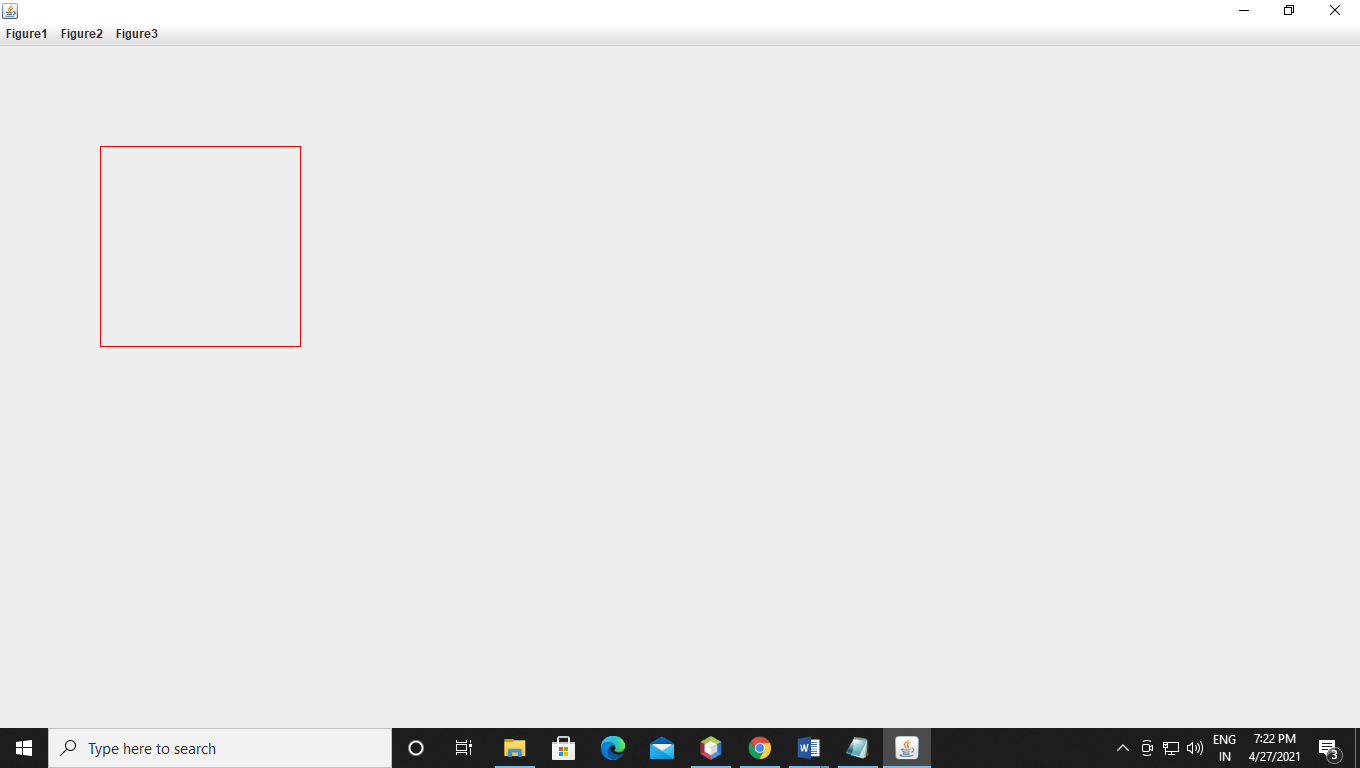 Figure1 Figure2 Figure3
Type here to search
ENG
IN
7:22 PM
4/27/2021
3